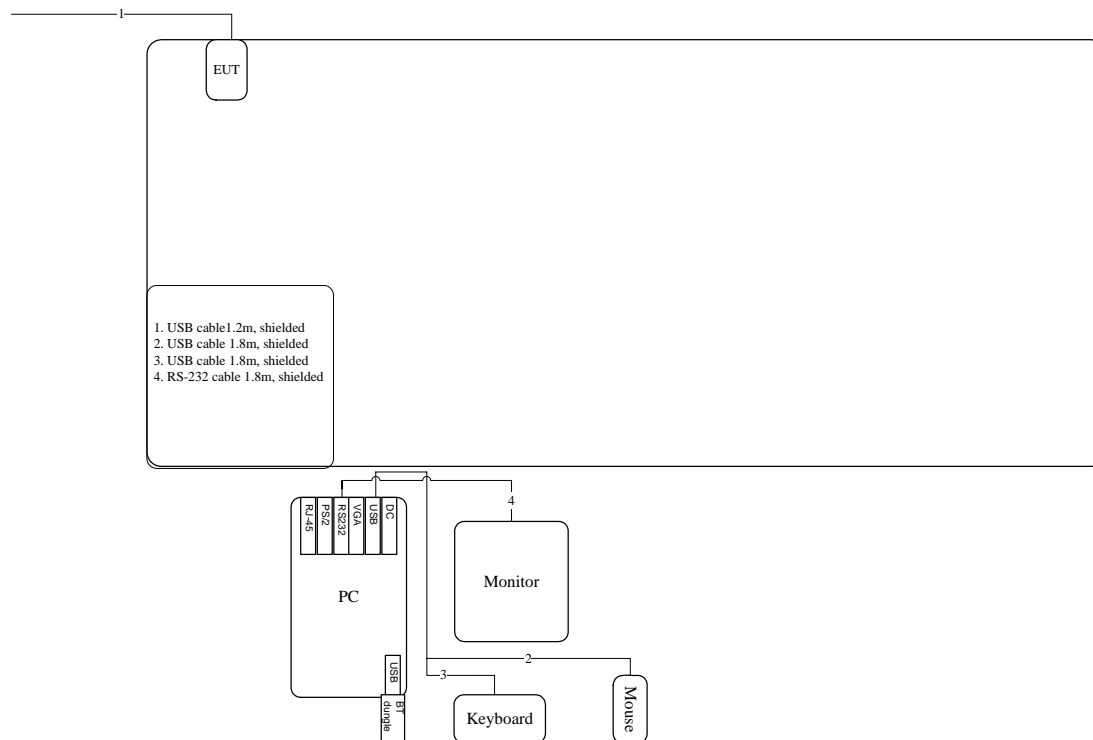 1
EUT
1. USB cable1.2m, shielded
2. USB cable 1.8m, shielded
3. USB cable 1.8m, shielded
4. RS-232 cable 1.8m, shielded
4
RJ-45
PS/2
RS232
VGA
USB
DC
Monitor
PC
2
3
USB
BT
dungle
Keyboard
Mouse